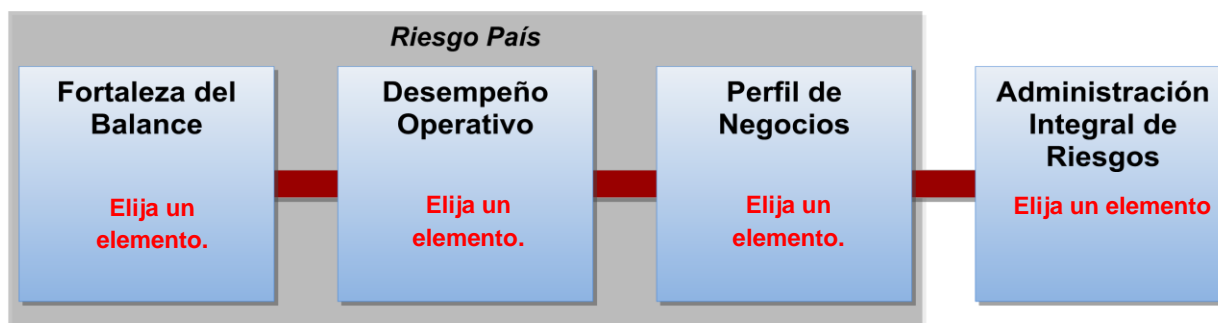 Riesgo País
Fortaleza del
Balance
Elija un
elemento.
Desempeño
Operativo
Elija un
elemento.
Perfil de
Negocios
Elija un
elemento.
Administración
Integral de
Riesgos
Elija un elemento